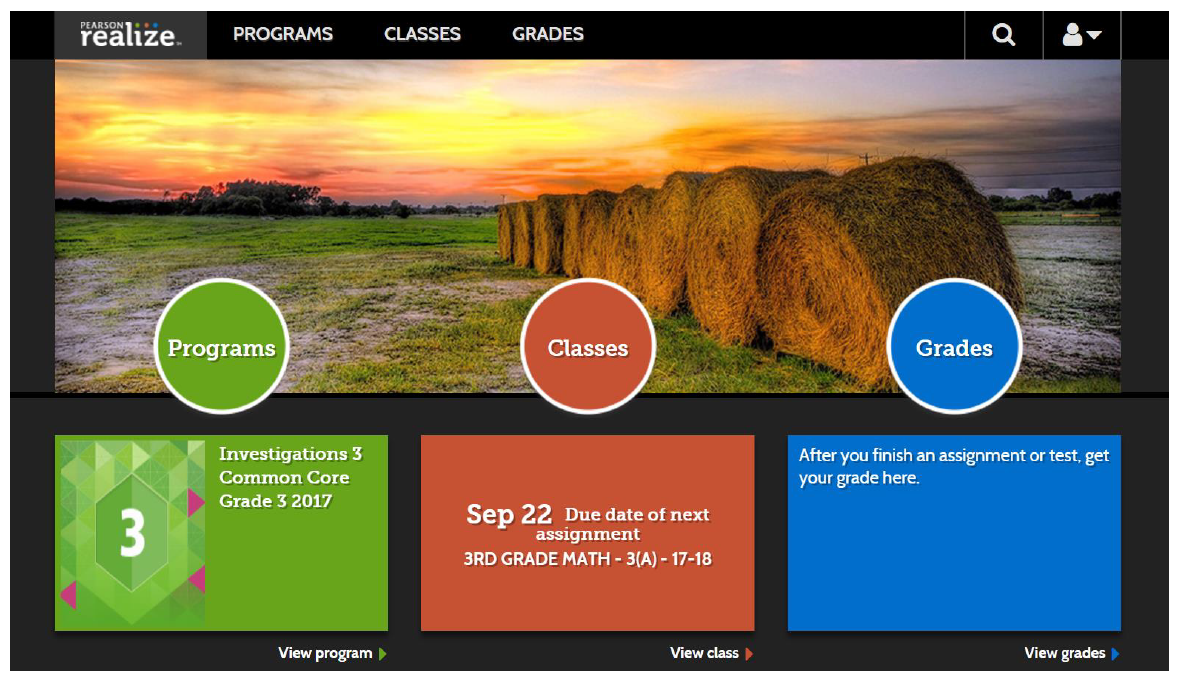 PEARSON
realize™
PROGRAMS CLASSES GRADES
Programs
Classes
Grades
Investigations 3
Common Core
Grade 3 2017
3
Sep 22 Due date of next
assignment
3RD GRADE MATH - 3(A) - 17-18
After you finish an assignment or test, get
your grade here.
View program
View class
View grades